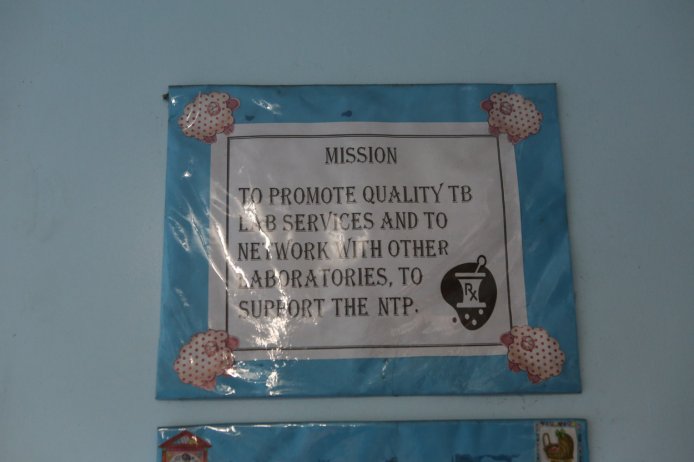 MISSION
TO PROMOTE QUALITY TB
LAB SERVICES AND TO
NETWORK WITH OTHER
LABORATORIES, TO
SUPPORT THE NTP.
Rx